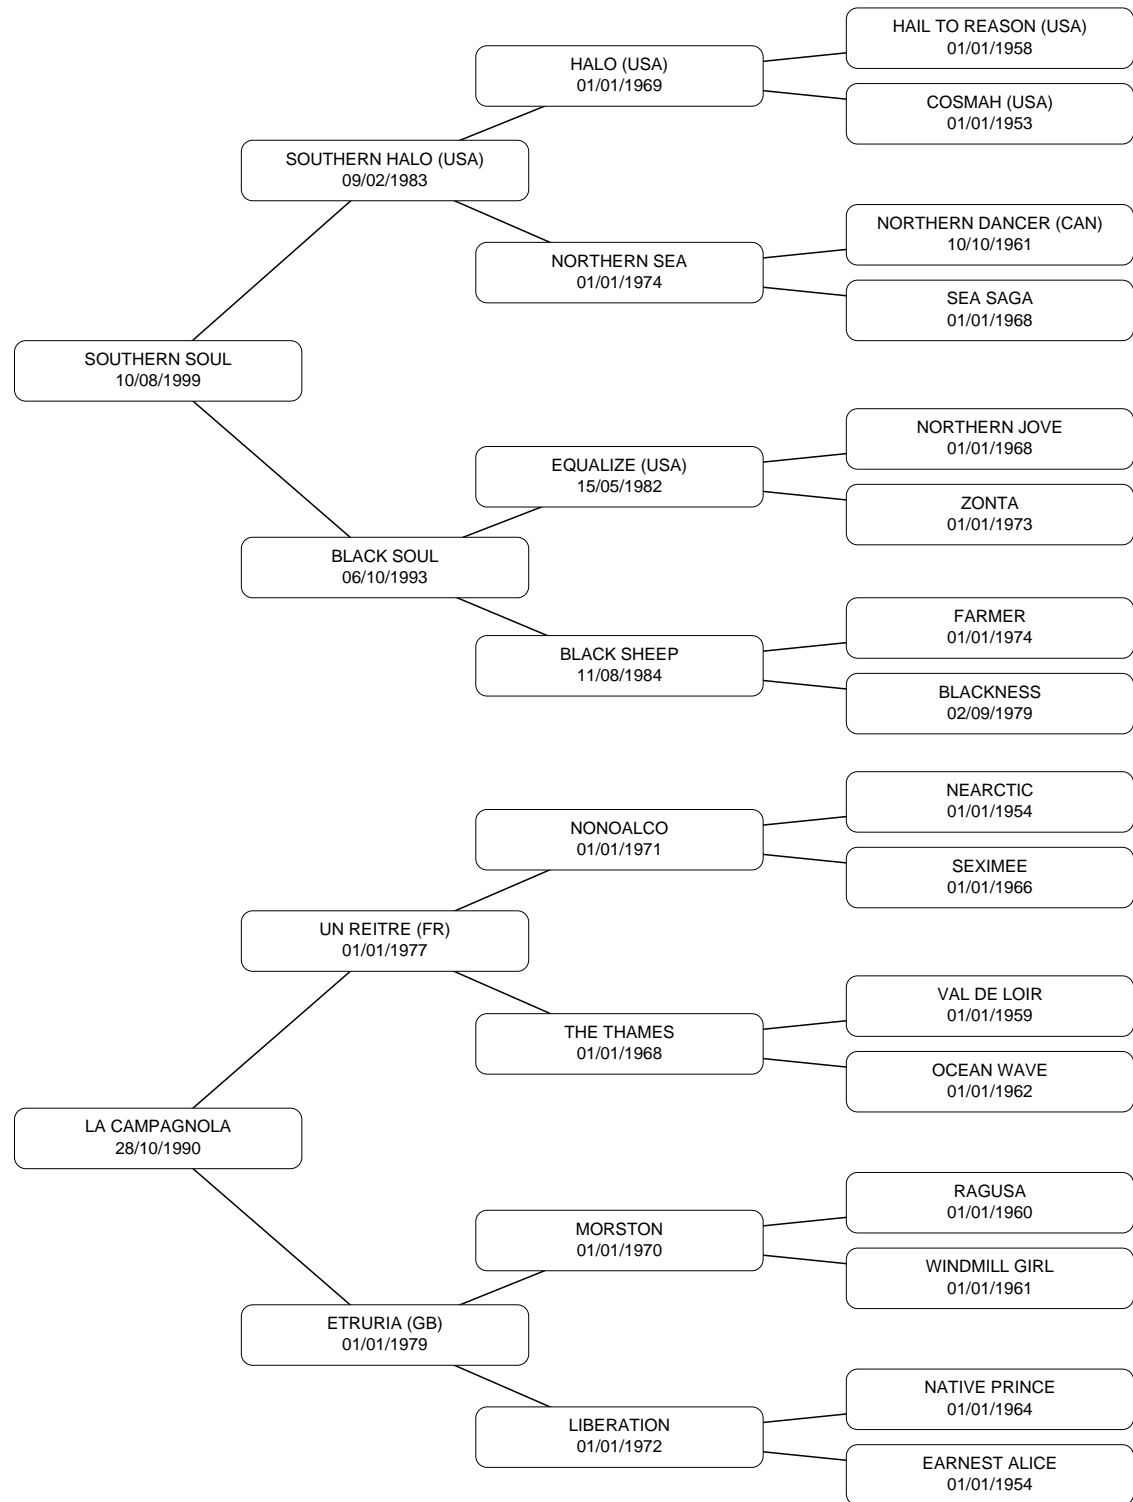 HAIL TO REASON (USA)
01/01/1958
HALO (USA)
01/01/1969
COSMAH (USA)
01/01/1953
SOUTHERN HALO (USA)
09/02/1983
NORTHERN DANCER (CAN)
10/10/1961
NORTHERN SEA
01/01/1974
SEA SAGA
01/01/1968
SOUTHERN SOUL
10/08/1999
NORTHERN JOVE
01/01/1968
EQUALIZE (USA)
15/05/1982
ZONTA
01/01/1973
BLACK SOUL
06/10/1993
FARMER
01/01/1974
BLACK SHEEP
11/08/1984
BLACKNESS
02/09/1979
NEARCTIC
01/01/1954
NONOALCO
01/01/1971
SEXIMEE
01/01/1966
UN REITRE (FR)
01/01/1977
VAL DE LOIR
01/01/1959
THE THAMES
01/01/1968
OCEAN WAVE
01/01/1962
LA CAMPAGNOLA
28/10/1990
RAGUSA
01/01/1960
MORSTON
01/01/1970
WINDMILL GIRL
01/01/1961
ETRURIA (GB)
01/01/1979
NATIVE PRINCE
01/01/1964
LIBERATION
01/01/1972
EARNEST ALICE
01/01/1954